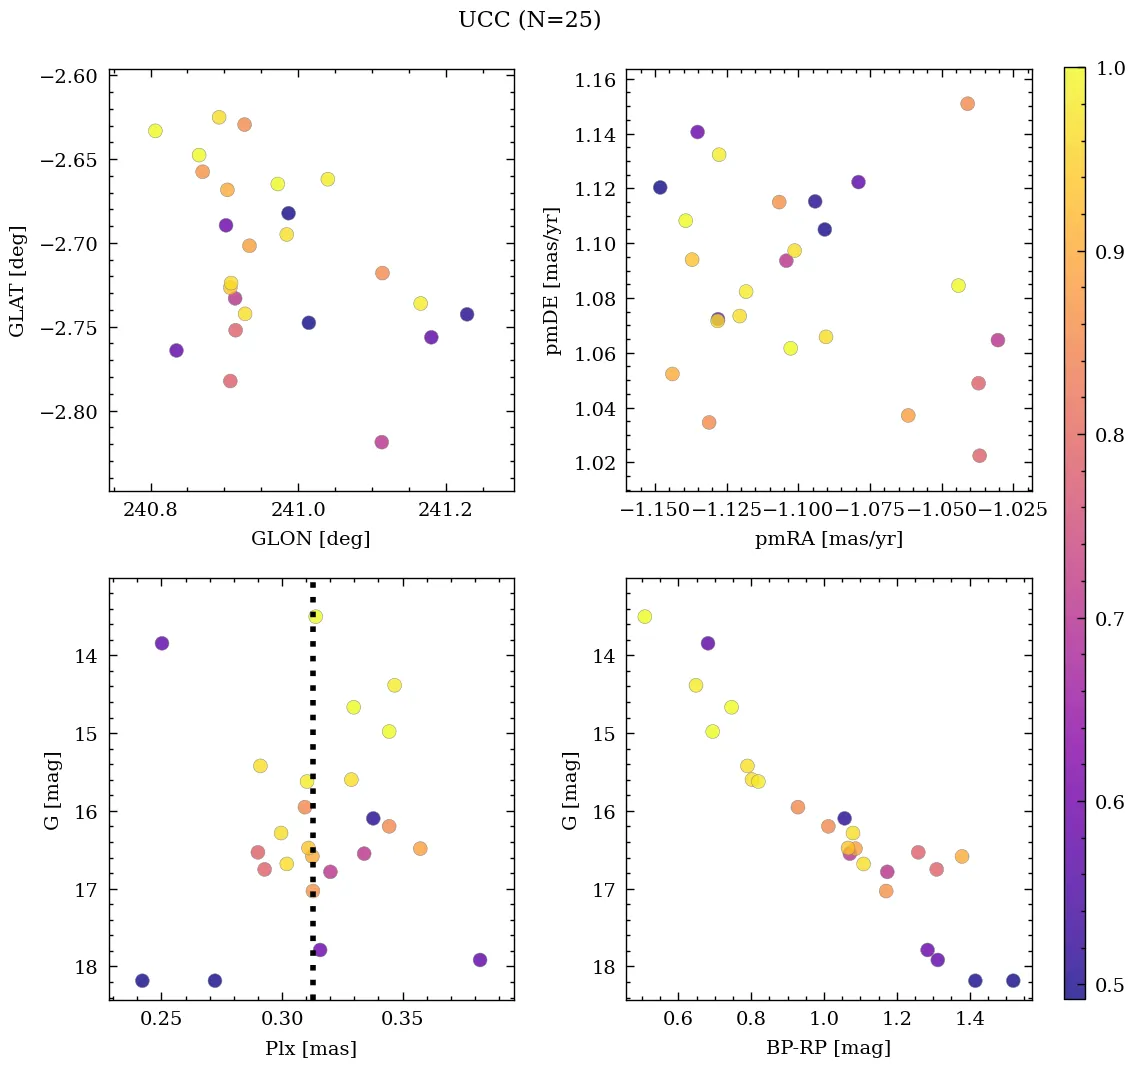 UCC (N=25)
−2.60
−2.65
−2.70
−2.75
−2.80
GLAT [deg]
240.8 241.0 241.2
GLON [deg]
1.16
1.14
1.12
1.10
1.08
1.06
1.04
1.02
pmDE [mas/yr]
−1.150 −1.125 −1.100 −1.075 −1.050 −1.025
pmRA [mas/yr]
14
15
16
17
18
G [mag]
0.25 0.30 0.35
Plx [mas]
14
15
16
17
18
G [mag]
0.6 0.8 1.0 1.2 1.4
BP-RP [mag]
1.0
0.9
0.8
0.7
0.6
0.5